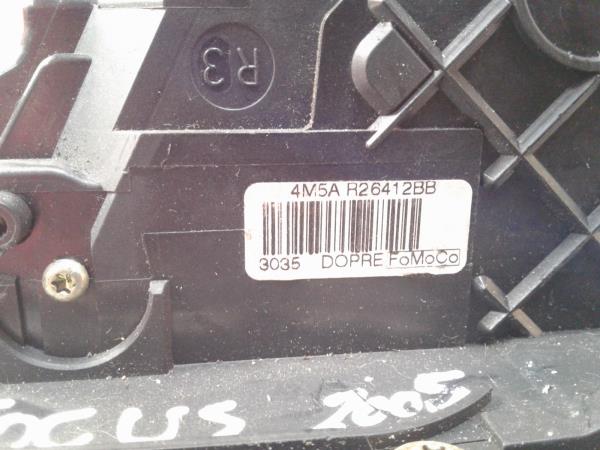 R3
4M5A R26412BB
3035 DOPRE FoMoCo
FOCUS 2005